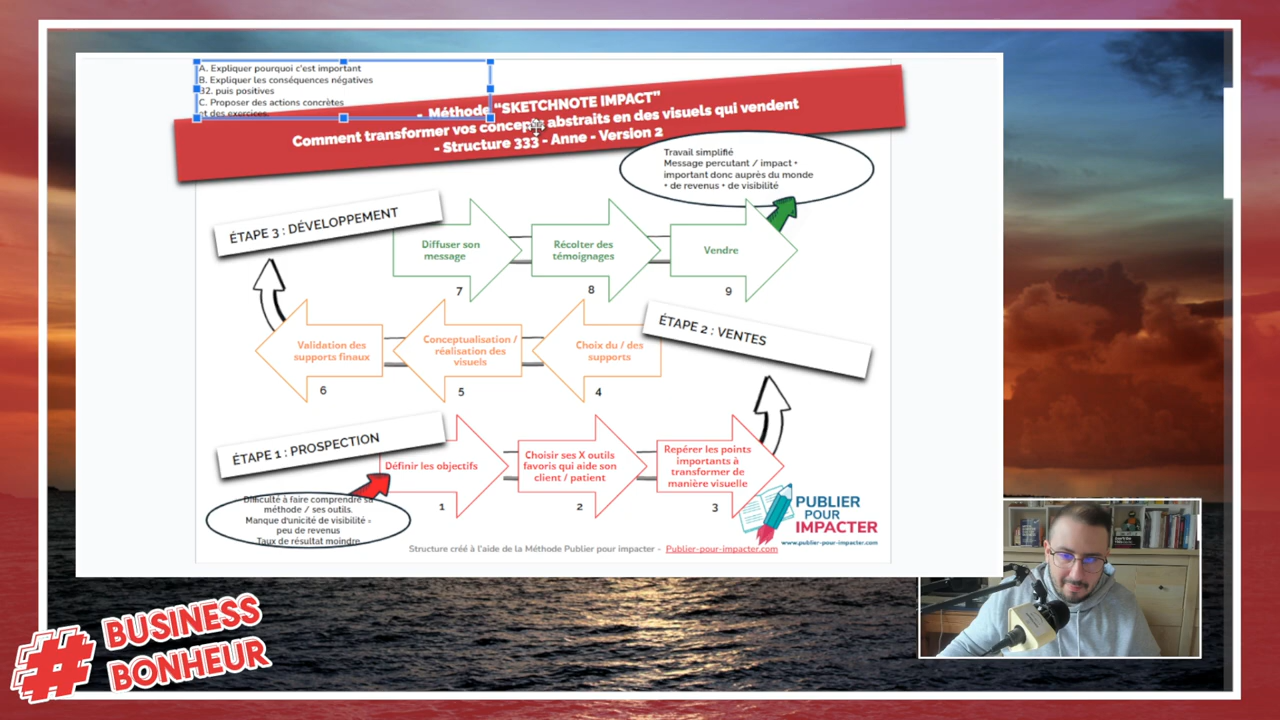 A. Expliquer pourquoi c'est important
B. Expliquer les conséquences négatives
B2. puis positives
C. Proposer des actions concrètes
et des exercices.
- Méthode "SKETCHNOTE IMPACT"
Comment transformer vos concepts abstraits en des visuels qui vendent
- Structure 333 - Anne - Version 2
Travail simplifié
Message percutant / impact +
important donc auprès du monde
+ de revenus + de visibilité
ÉTAPE 3 : DÉVELOPPEMENT
Diffuser son
message
7
Récolter des
témoignages
8
Vendre
9
ÉTAPE 2 : VENTES
Validation des
supports finaux
6
Conceptualisation /
réalisation des
visuels
5
Choix du / des
supports
4
ÉTAPE 1 : PROSPECTION
Définir les objectifs
1
Choisir ses X outils
favoris qui aide son
client / patient
2
Repérer les points
importants à
transformer de
manière visuelle
3
Difficulté à faire comprendre sa
méthode / ses outils.
Manque d'unicité de visibilité =
peu de revenus
Taux de résultat moindre
PUBLIER
POUR
IMPACTER
www.publier-pour-impacter.com
Structure créé à l'aide de la Méthode Publier pour impacter - Publier-pour-impacter.com
# BUSINESS
BONHEUR